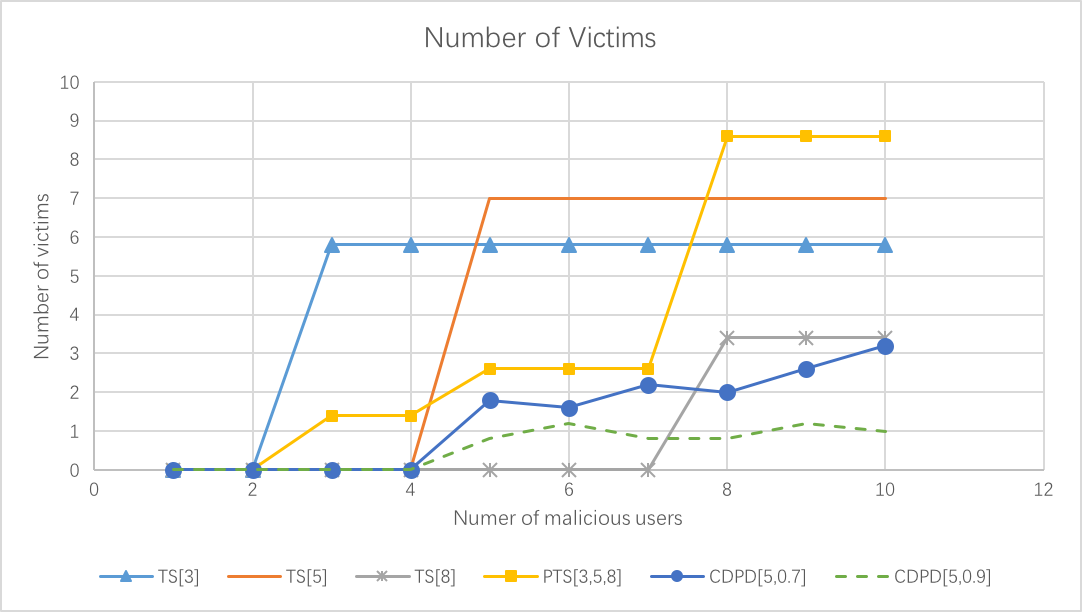 Number of Victims
10
9
8
7
6
5
4
3
2
1
0
Number of victims
0 2 4 6 8 10 12
Numer of malicious users
TS[3] TS[5] TS[8] PTS[3,5,8] CDPD[5,0.7] CDPD[5,0.9]